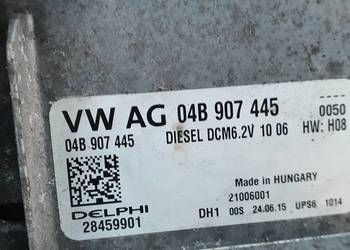 VW AG 04B 907 445 0050
04B 907 445 DIESEL DCM6.2V 10 06 HW: H08
Made in HUNGARY
21006001
DELPHI DH1 00S 24.06.15 UPS6 1014
28459901